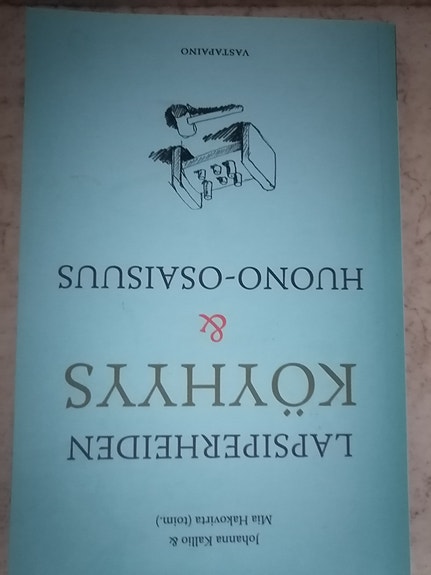 Johanna Kallio &
Mia Hakovirta (toim.)
LAPSIPERHEIDEN
KÖYHYYS
&
HUONO-OSAISUUS
VASTAPAINO